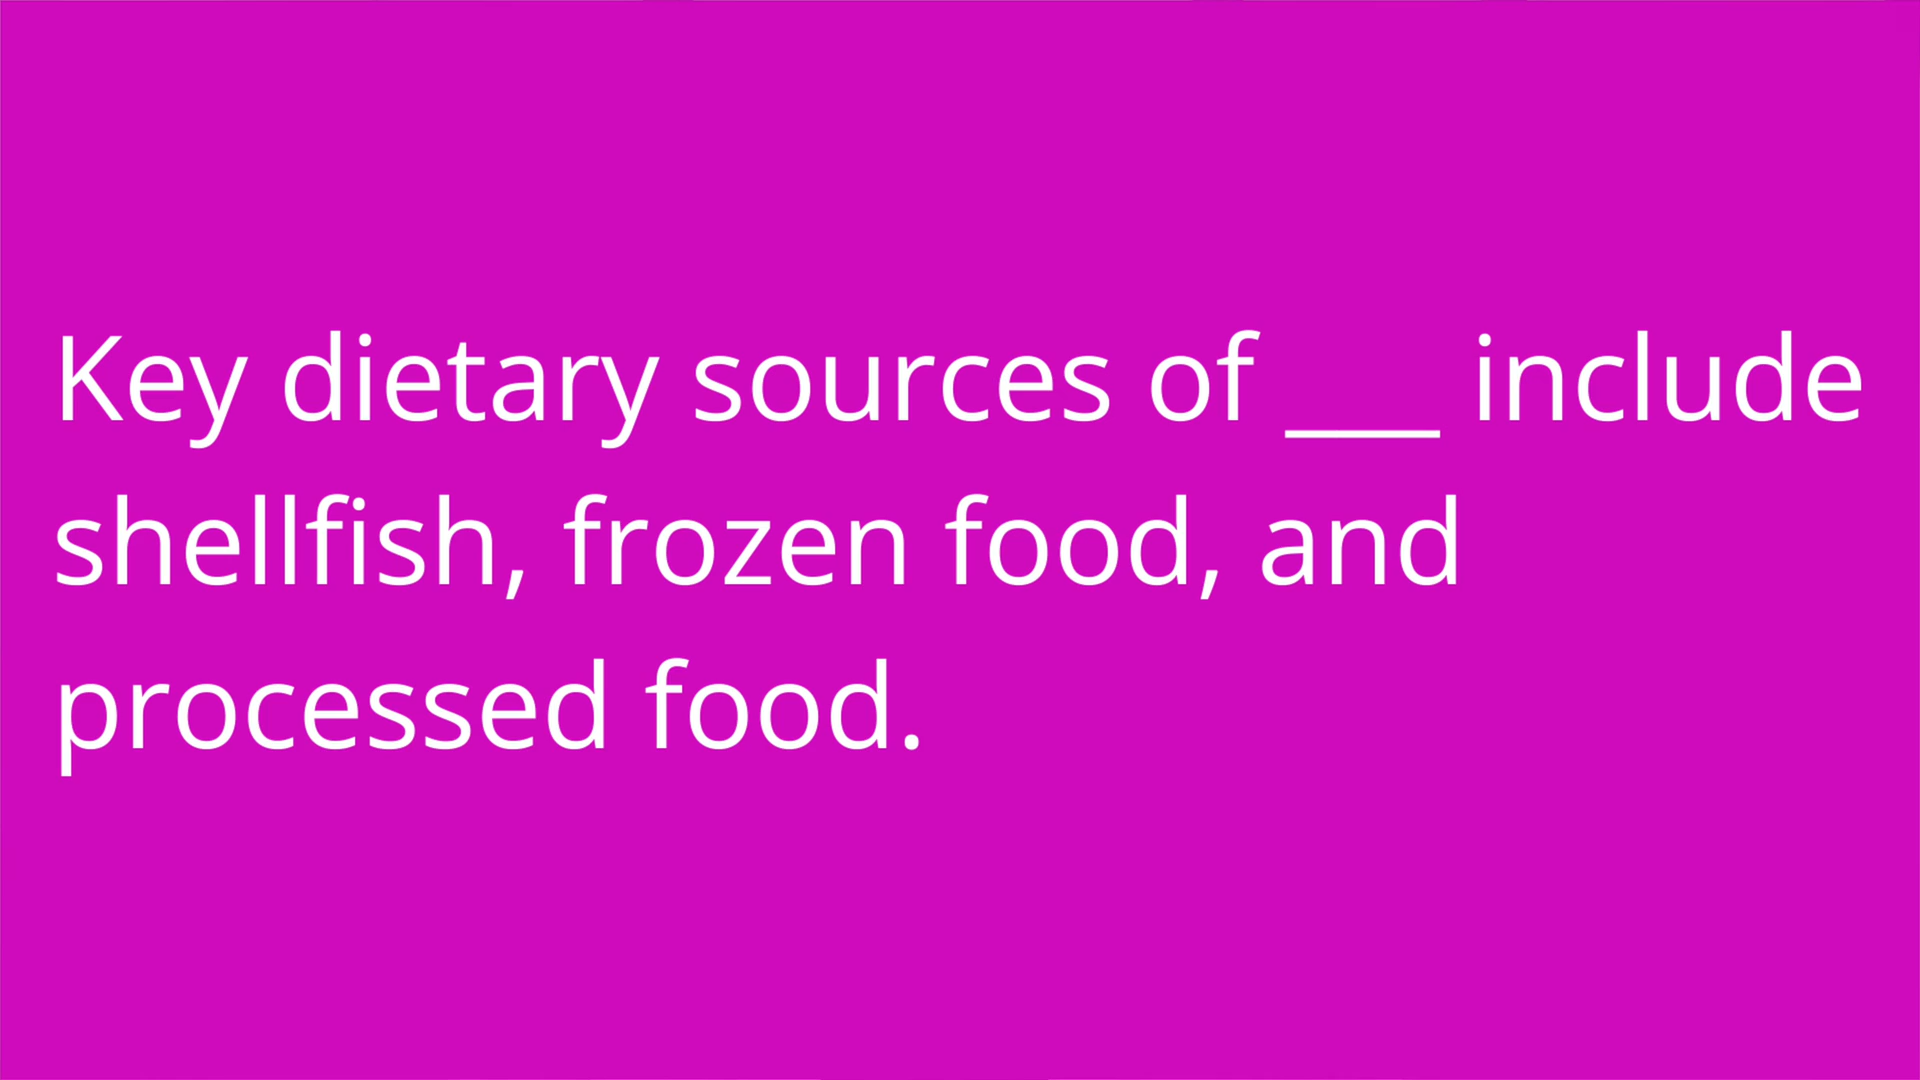 Key dietary sources of ___ include
shellfish, frozen food, and
processed food.